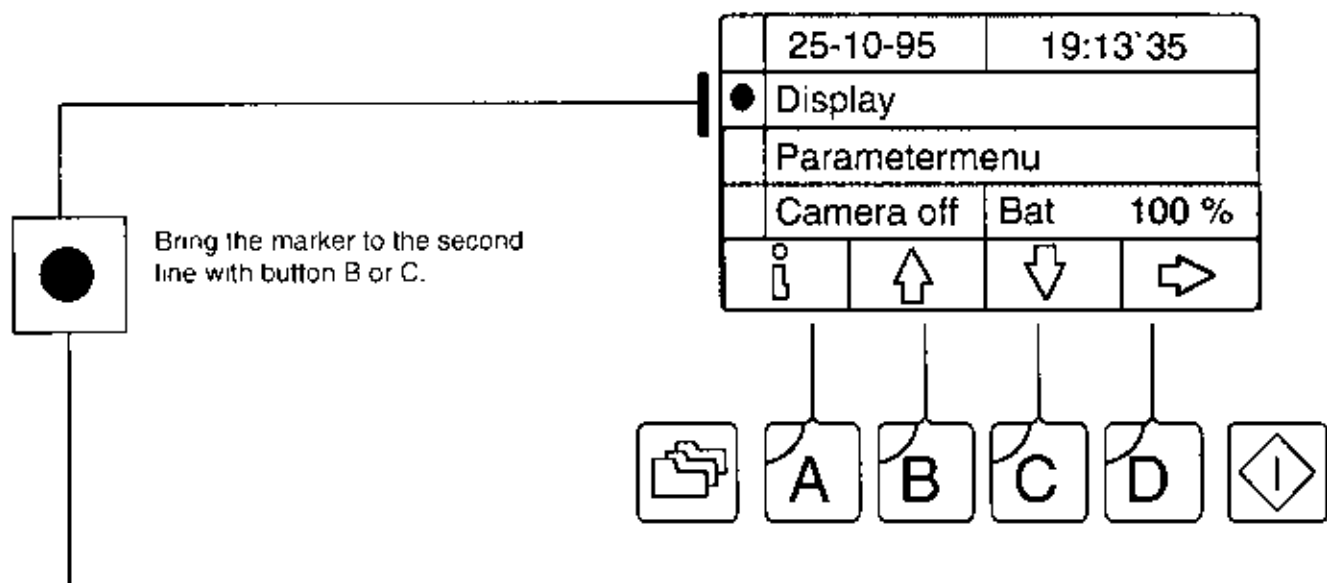 25-10-95 19:13'35
Display
Parametermenu
Camera off Bat 100 %
i
Bring the marker to the second
line with button B or C.
A B C D I